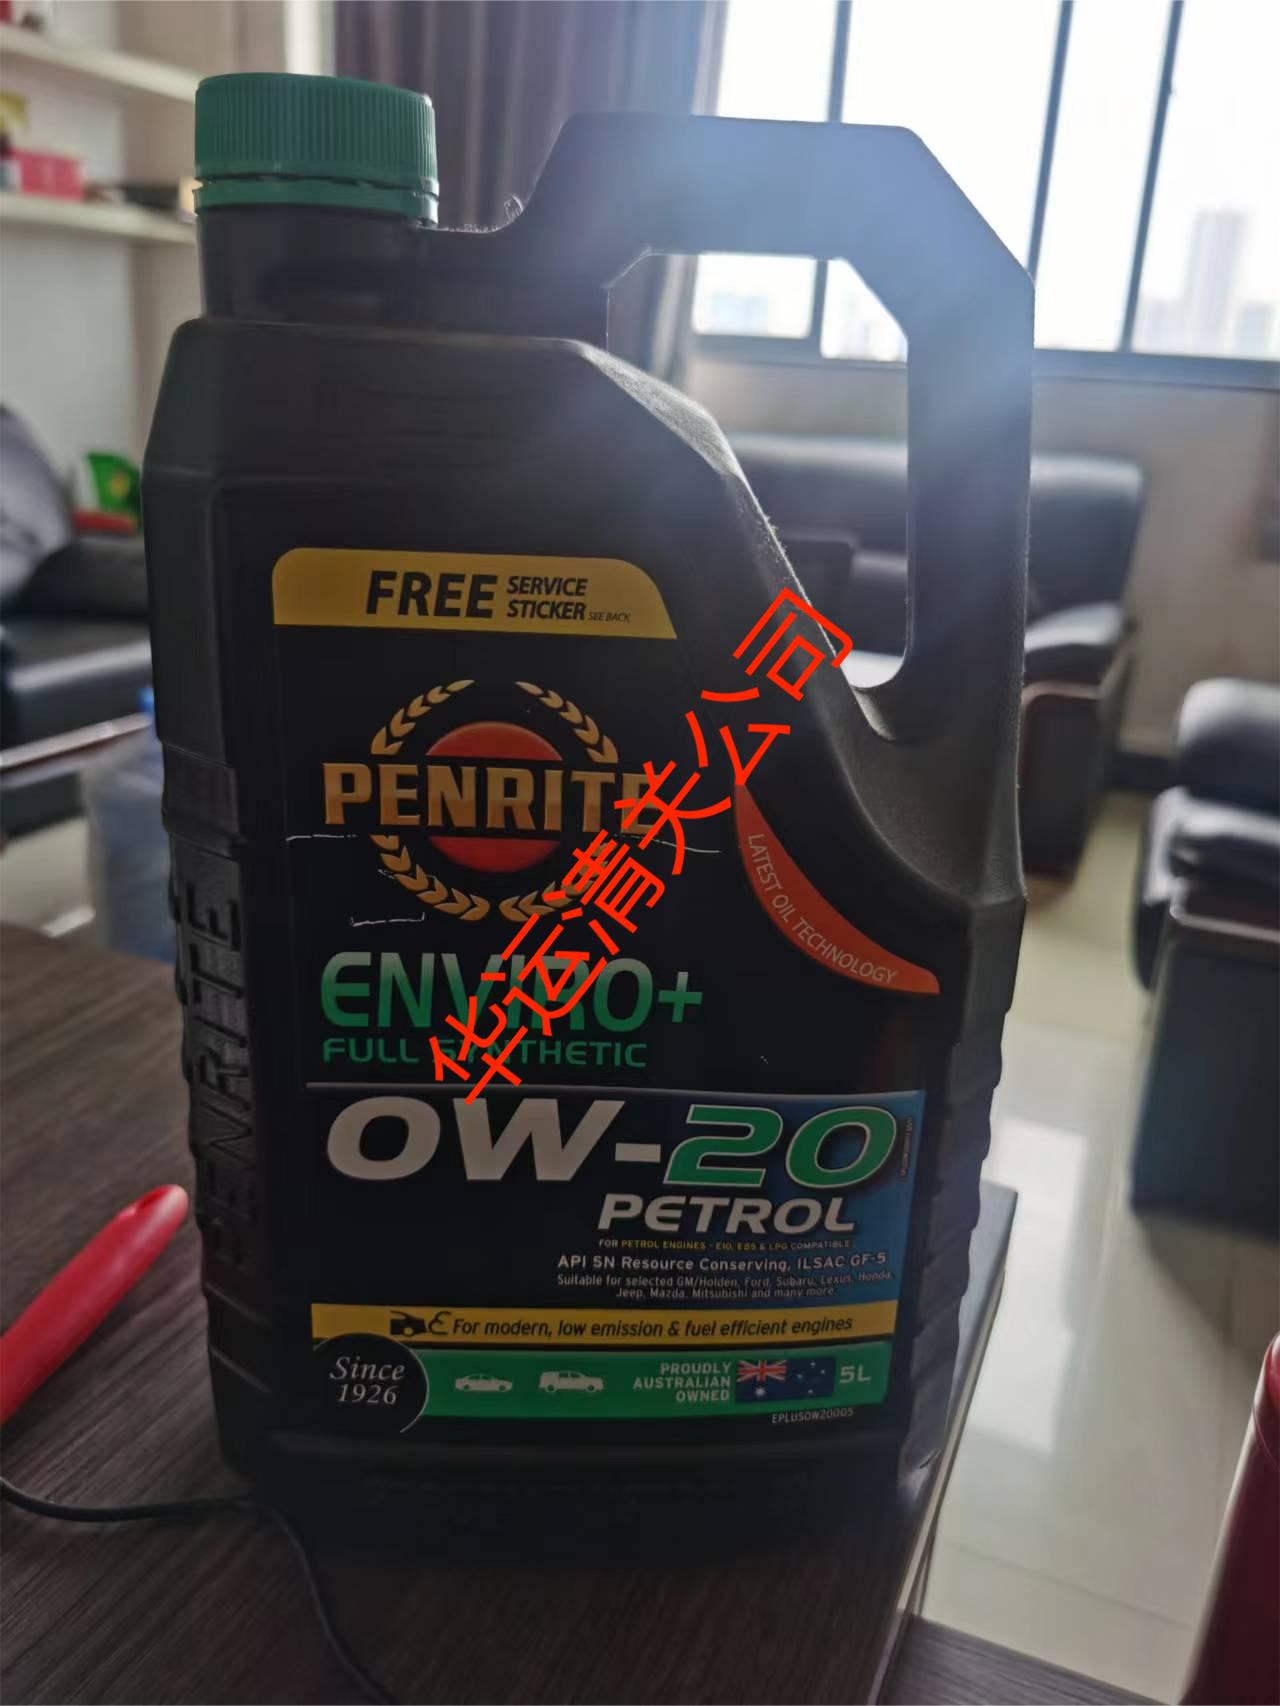 FREE SERVICE STICKER SEE BACK
PENRITE
LATEST OIL TECHNOLOGY
ENVIRO+
FULL SYNTHETIC
0W-20
PETROL
FOR PETROL ENGINES - E10, E85 & LPG COMPATIBLE
API SN Resource Conserving, ILSAC GF-5
Suitable for selected GM/Holden, Ford, Subaru, Lexus, Honda,
Jeep, Mazda, Mitsubishi and many more.
For modern, low emission & fuel efficient engines
Since
1926
PROUDLY
AUSTRALIAN
OWNED
5L
EPLUS0W20005
PENRITE
华运清关公司